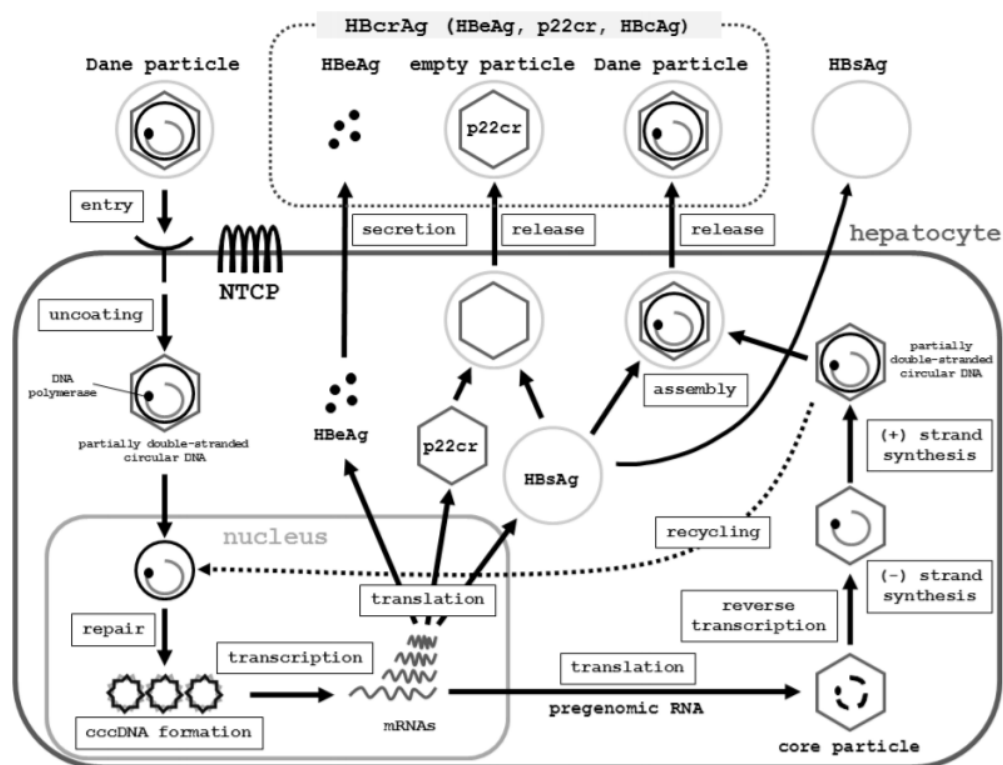 HBcrAg (HBeAg, p22cr, HBcAg)
Dane particle
HBeAg
empty particle
Dane particle
HBsAg
p22cr
entry
secretion
release
release
hepatocyte
NTCP
uncoating
DNA
polymerase
partially double-stranded
circular DNA
HBeAg
p22cr
HBsAg
assembly
partially
double-stranded
circular DNA
(+) strand
synthesis
recycling
nucleus
(-) strand
synthesis
translation
reverse
transcription
repair
transcription
translation
cccDNA formation
mRNAs
pregenomic RNA
core particle